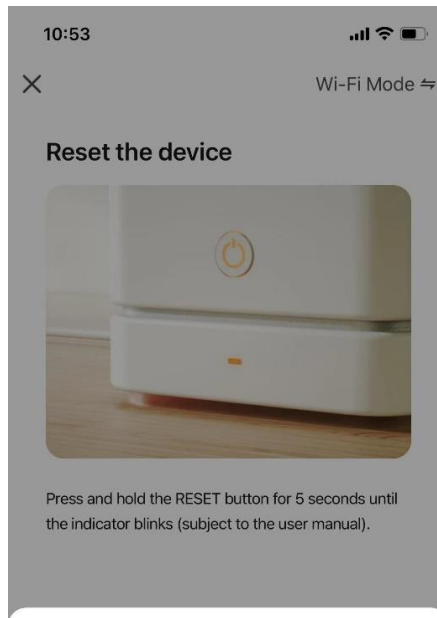 10:53
Wi-Fi Mode ⇋
Reset the device
Press and hold the RESET button for 5 seconds until
the indicator blinks (subject to the user manual).